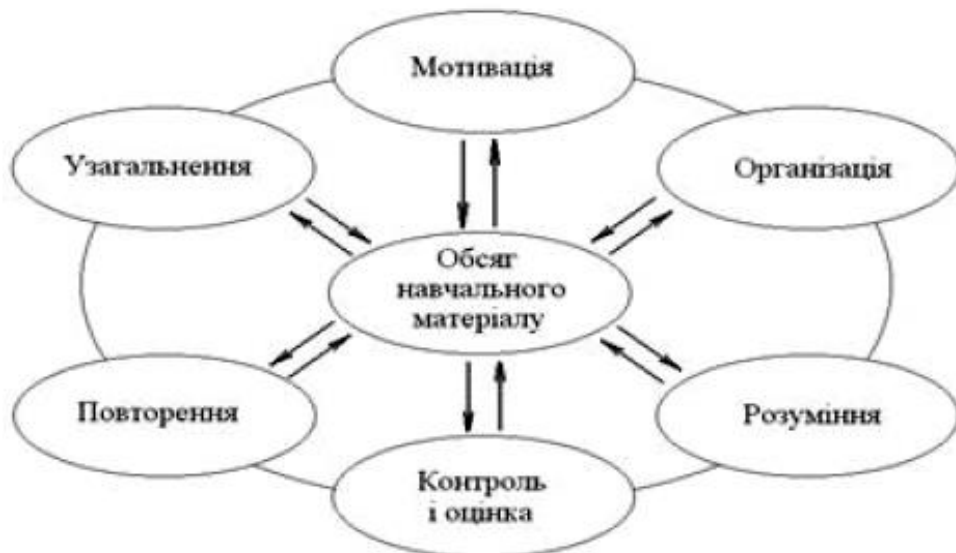 Мотивація
Узагальнення
Організація
Обсяг
навчального
матеріалу
Повторення
Розуміння
Контроль
і оцінка